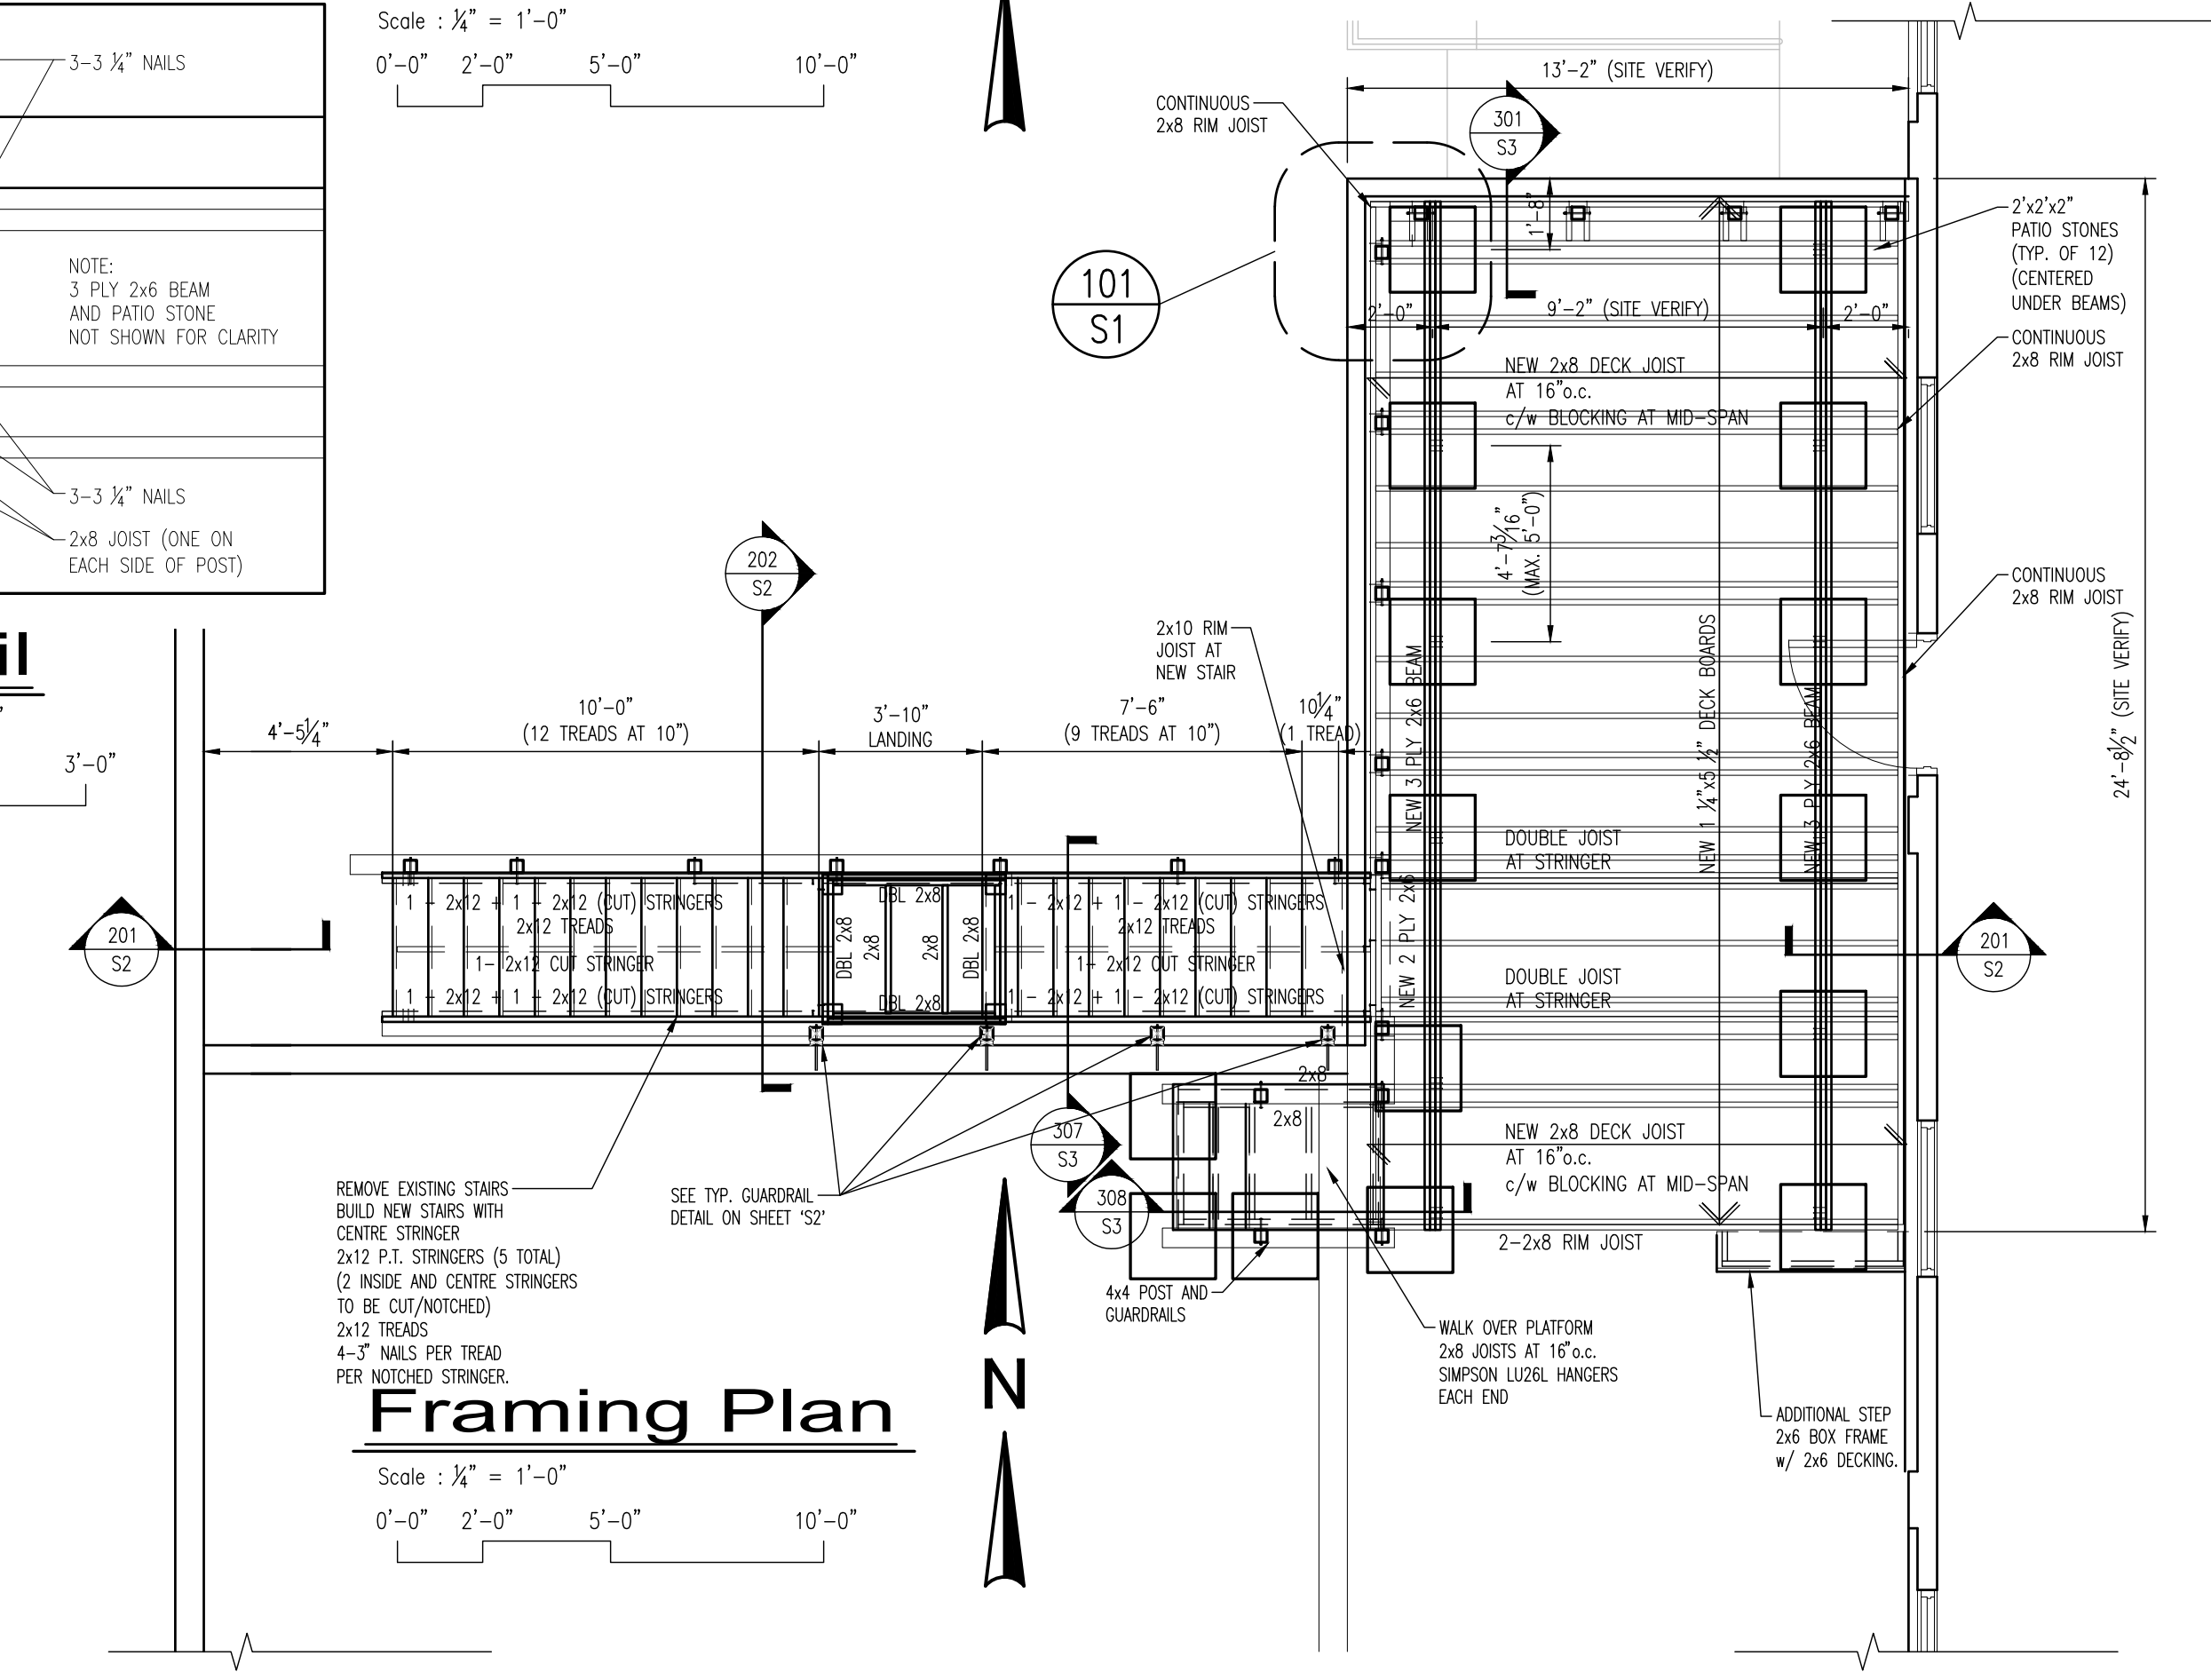 Scale : ¼” = 1’-0”
0’-0” 2’-0” 5’-0” 10’-0”
3-3 ¼” NAILS
NOTE:
3 PLY 2x6 BEAM
AND PATIO STONE
NOT SHOWN FOR CLARITY
3-3 ¼” NAILS
2x8 JOIST (ONE ON
EACH SIDE OF POST)
il
3’-0”
13’-2” (SITE VERIFY)
CONTINUOUS
2x8 RIM JOIST
301
S3
1’-8”
101
S1
2’-0”
9’-2” (SITE VERIFY)
2’-0”
2’x2’x2”
PATIO STONES
(TYP. OF 12)
(CENTERED
UNDER BEAMS)
CONTINUOUS
2x8 RIM JOIST
NEW 2x8 DECK JOIST
AT 16”o.c.
c/w BLOCKING AT MID-SPAN
4’-7 3/16”
(MAX. 5’-0”)
CONTINUOUS
2x8 RIM JOIST
24’-8½” (SITE VERIFY)
202
S2
2x10 RIM
JOIST AT
NEW STAIR
4’-5¼”
10’-0”
(12 TREADS AT 10”)
3’-10”
LANDING
7’-6”
(9 TREADS AT 10”)
10¼”
(1 TREAD)
NEW 3 PLY 2x6 BEAM
NEW 1 ¼”x5 ½” DECK BOARDS
NEW 3 PLY 2x6 BEAM
NEW 2 PLY 2x6
DOUBLE JOIST
AT STRINGER
1 - 2x12 + 1 - 2x12 (CUT) STRINGERS
2x12 TREADS
1- 2x12 CUT STRINGER
1 - 2x12 + 1 - 2x12 (CUT) STRINGERS
DBL 2x8
DBL 2x8
2x8
2x8
DBL 2x8
DBL 2x8
1 - 2x12 + 1 - 2x12 (CUT) STRINGERS
2x12 TREADS
1- 2x12 CUT STRINGER
1 - 2x12 + 1 - 2x12 (CUT) STRINGERS
201
S2
201
S2
DOUBLE JOIST
AT STRINGER
2x8
2x8
307
S3
308
S3
NEW 2x8 DECK JOIST
AT 16”o.c.
c/w BLOCKING AT MID-SPAN
2-2x8 RIM JOIST
REMOVE EXISTING STAIRS
BUILD NEW STAIRS WITH
CENTRE STRINGER
2x12 P.T. STRINGERS (5 TOTAL)
(2 INSIDE AND CENTRE STRINGERS
TO BE CUT/NOTCHED)
2x12 TREADS
4-3” NAILS PER TREAD
PER NOTCHED STRINGER.
SEE TYP. GUARDRAIL
DETAIL ON SHEET ‘S2’
4x4 POST AND
GUARDRAILS
WALK OVER PLATFORM
2x8 JOISTS AT 16”o.c.
SIMPSON LU26L HANGERS
EACH END
ADDITIONAL STEP
2x6 BOX FRAME
w/ 2x6 DECKING.
N
Framing Plan
Scale : ¼” = 1’-0”
0’-0” 2’-0” 5’-0” 10’-0”